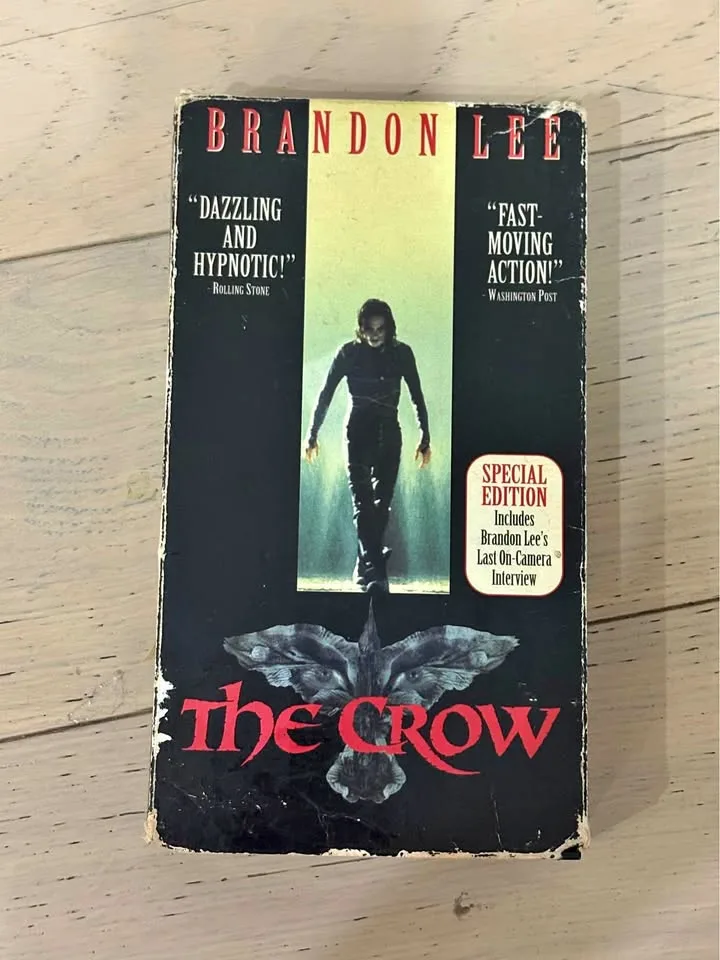 BRANDON LEE
“DAZZLING
AND
HYPNOTIC!”
- ROLLING STONE
“FAST-
MOVING
ACTION!”
- WASHINGTON POST
SPECIAL
EDITION
Includes
Brandon Lee's
Last On-Camera
Interview
THE CROW